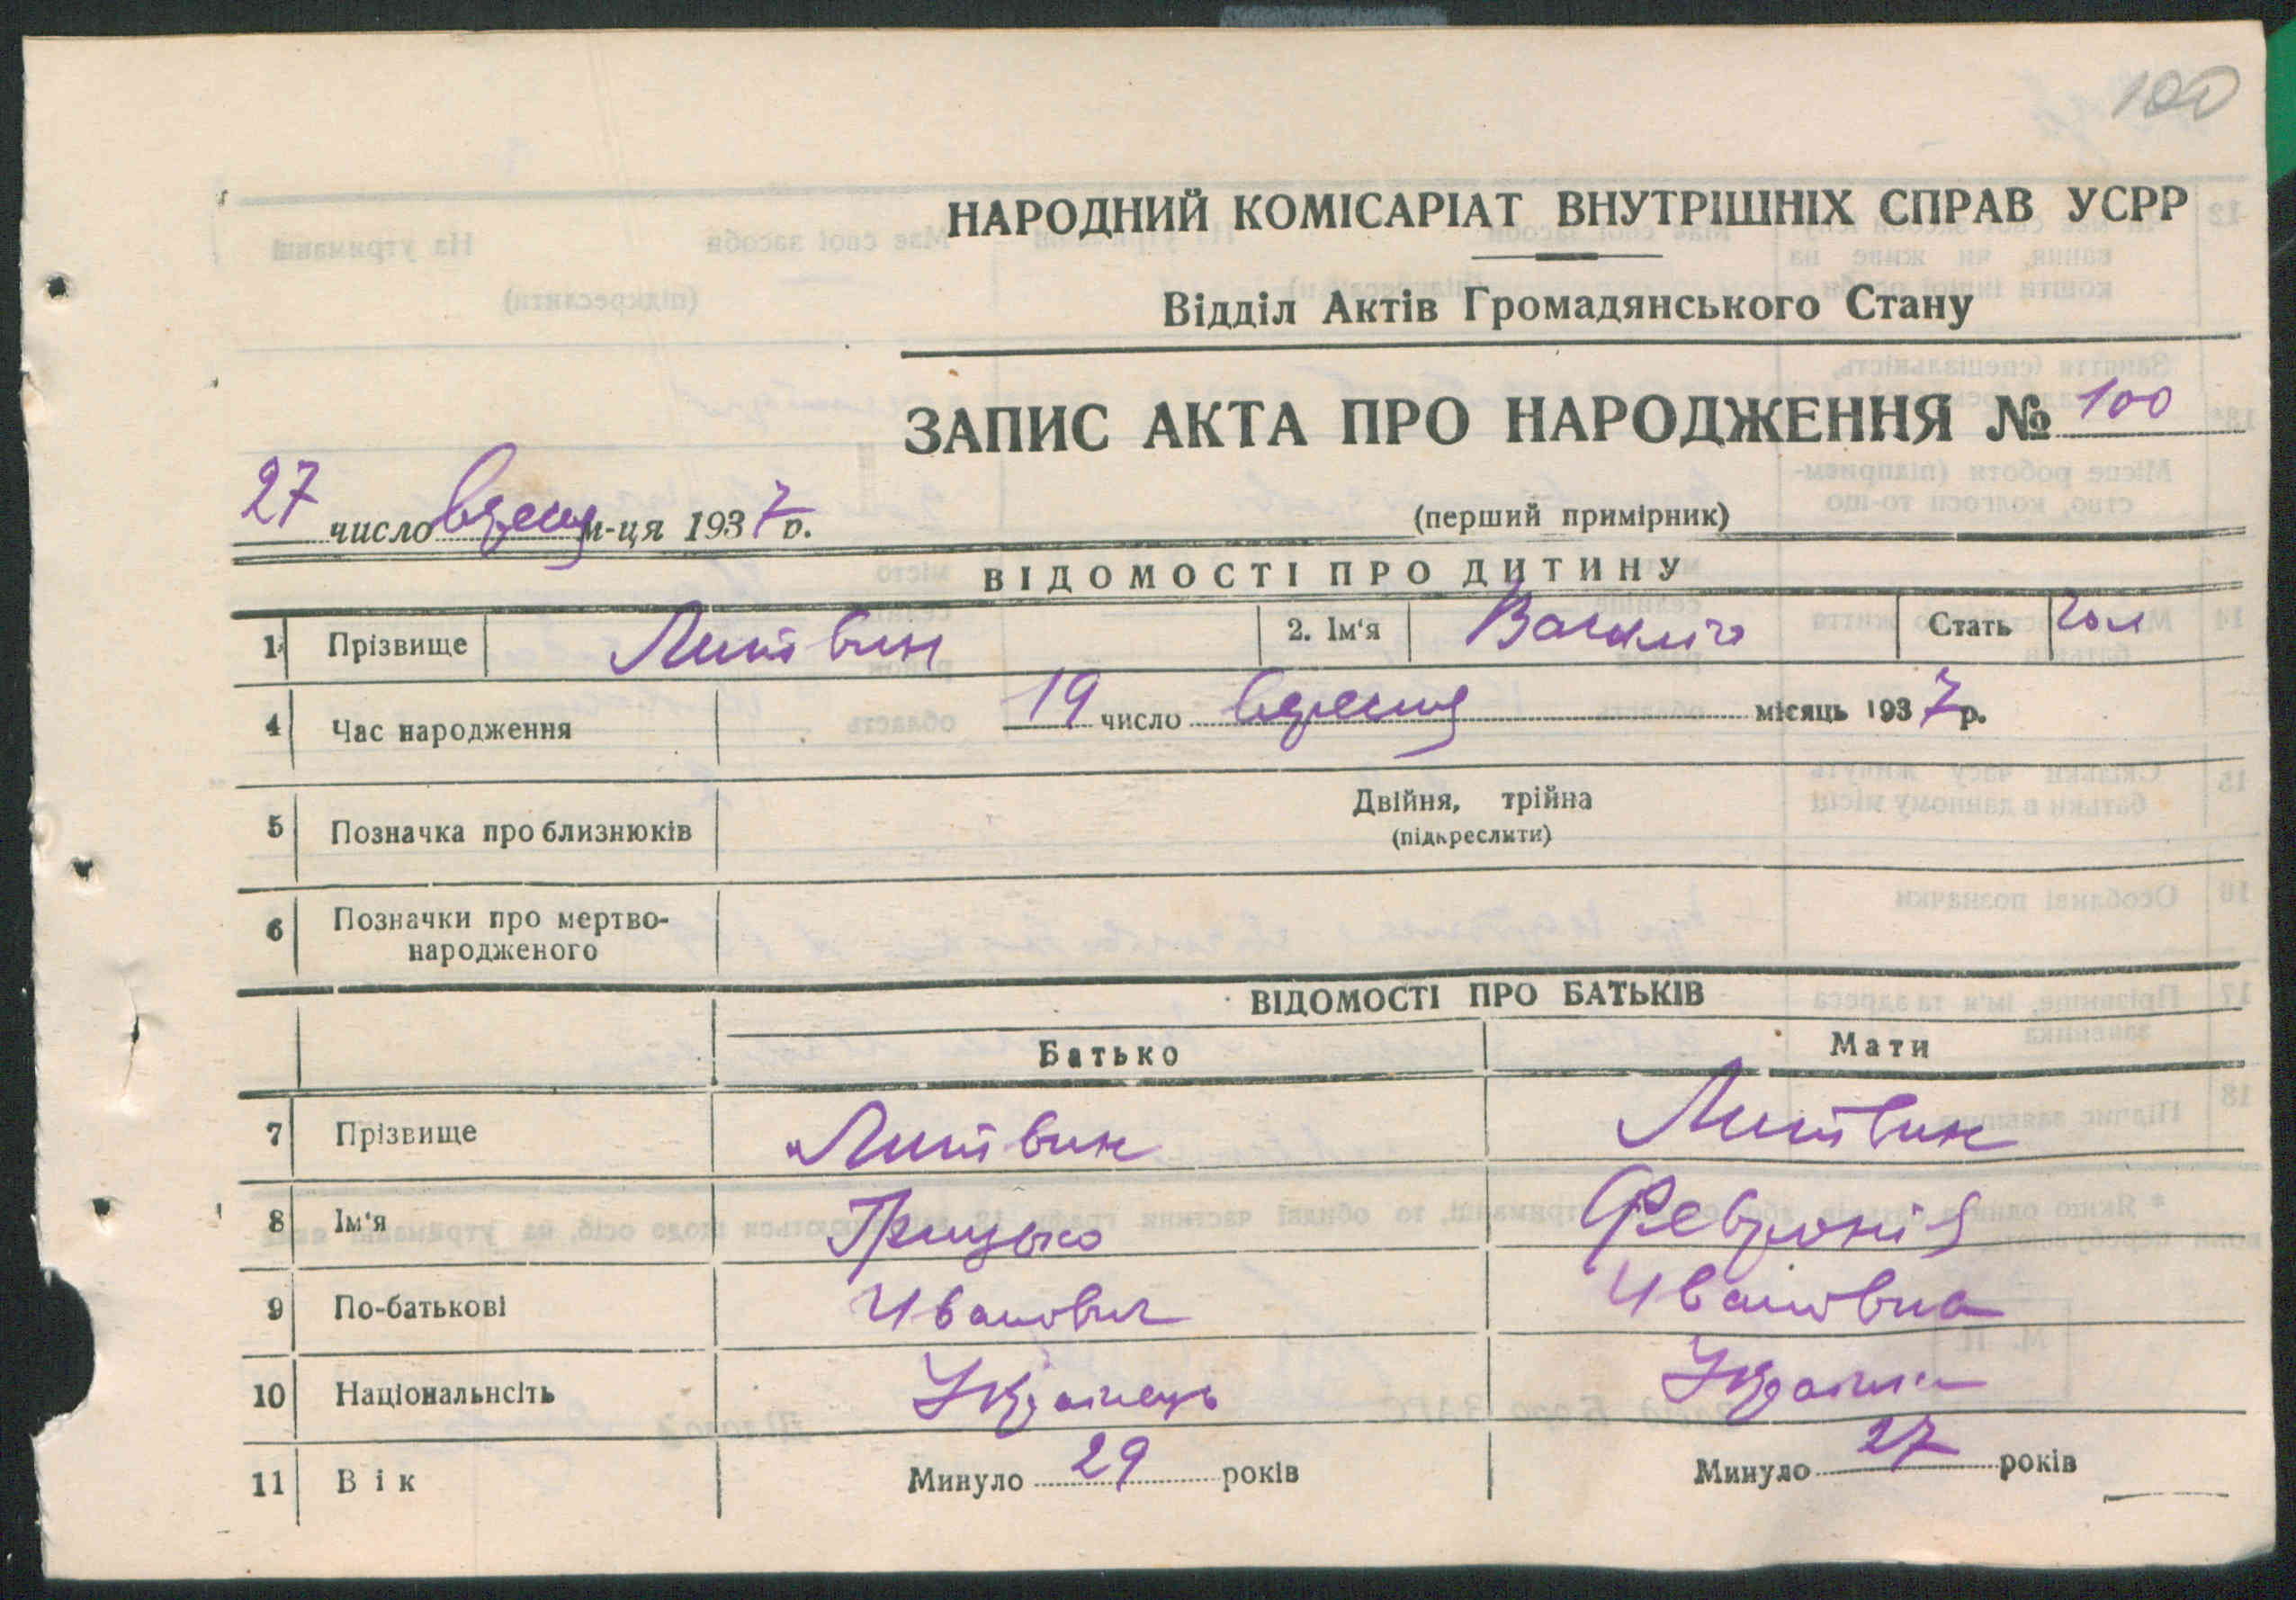 100
НАРОДНИЙ КОМІСАРІАТ ВНУТРІШНІХ СПРАВ УСРР
Відділ Актів Громадянського Стану
ЗАПИС АКТА ПРО НАРОДЖЕННЯ № 100
27 число вересня м-ця 1937 р.
(перший примірник)
ВІДОМОСТІ ПРО ДИТИНУ
1 Прізвище Литвин 2. Ім'я Стать чол
4 Час народження 19 число вересня місяць 1937 р.
5 Позначка про близнюків Двійня, трійна
(підкреслити)
6 Позначки про мертво-
народженого
ВІДОМОСТІ ПРО БАТЬКІВ
Батько Мати
7 Прізвище Литвин Литвин
8 Ім'я Грицько Февронія
9 По-батькові Иванович Ивановна
10 Національнсіть Українець Українка
11 Вік Минуло 29 років Минуло 27 років